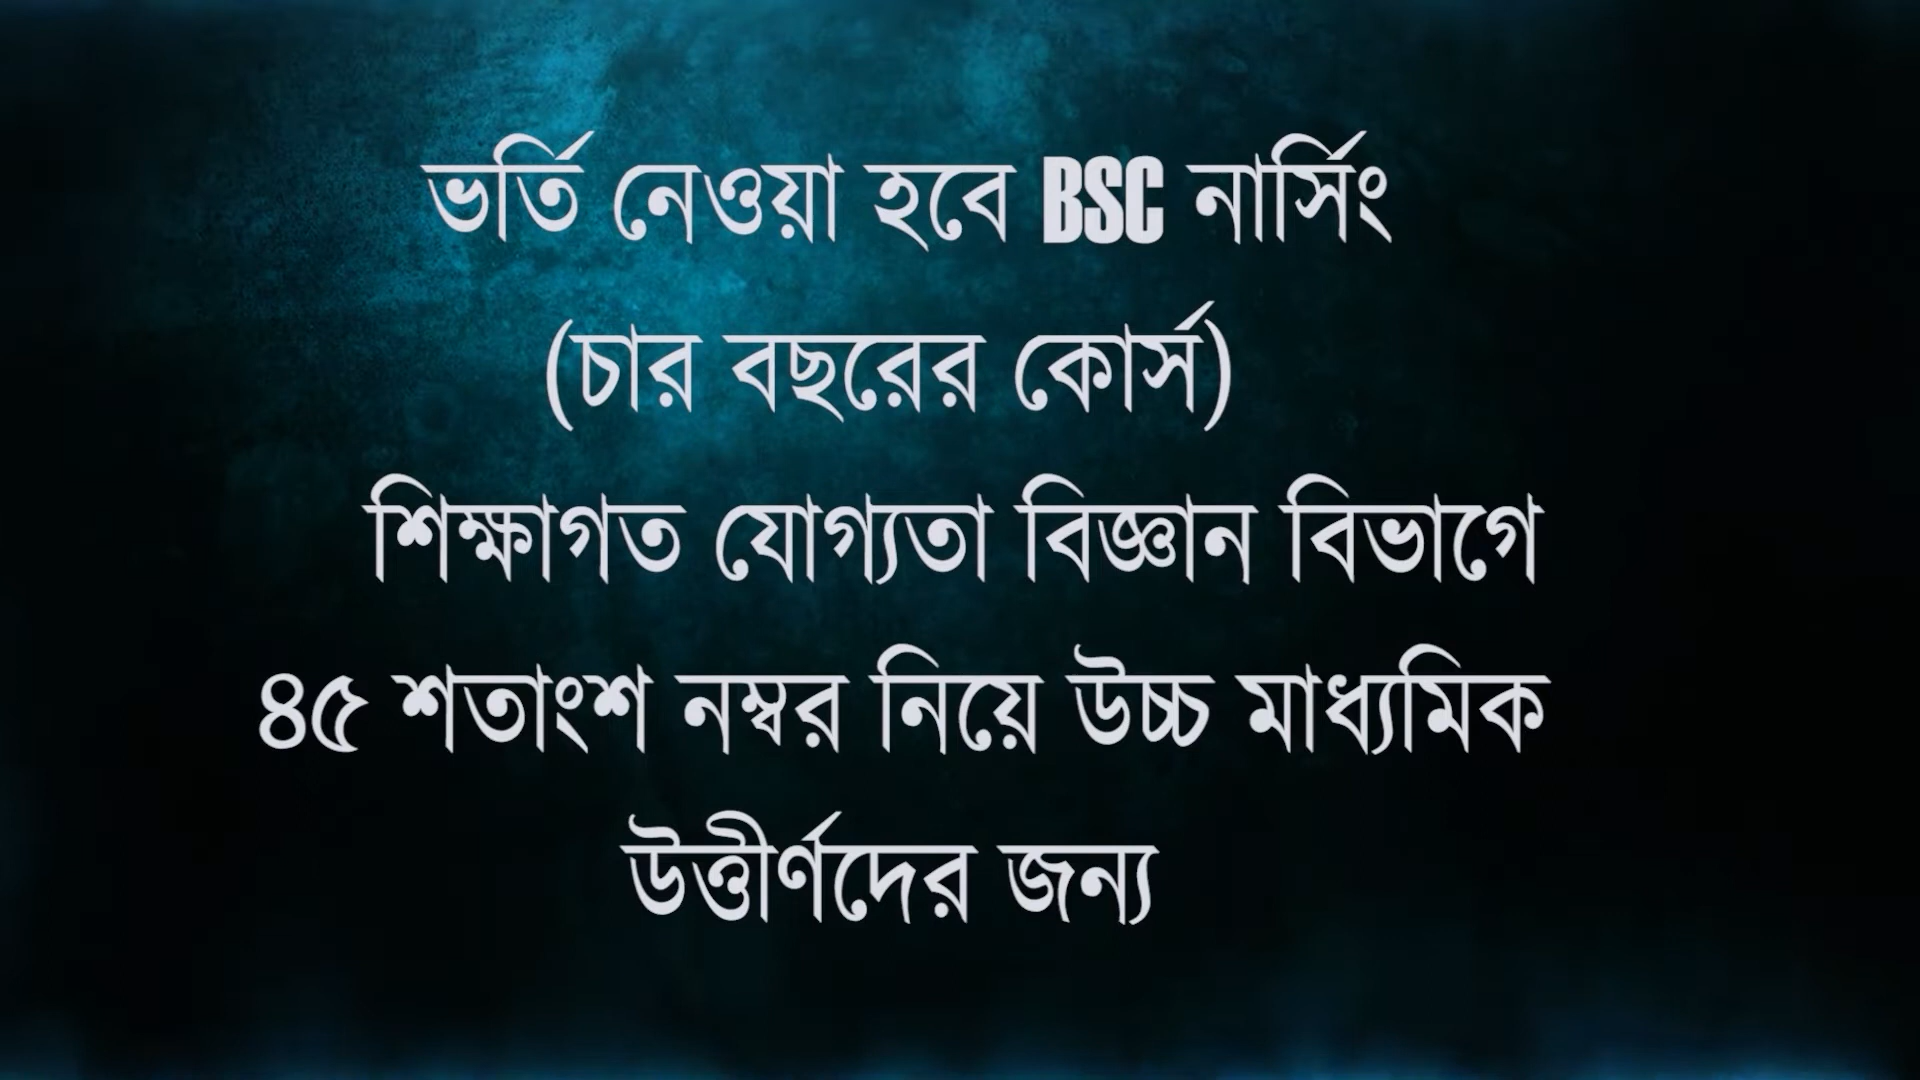 ভর্তি নেওয়া হবে BSC নার্সিং
(চার বছরের কোর্স)
শিক্ষাগত যোগ্যতা বিজ্ঞান বিভাগে
৪৫ শতাংশ নম্বর নিয়ে উচ্চ মাধ্যমিক
উত্তীর্ণদের জন্য